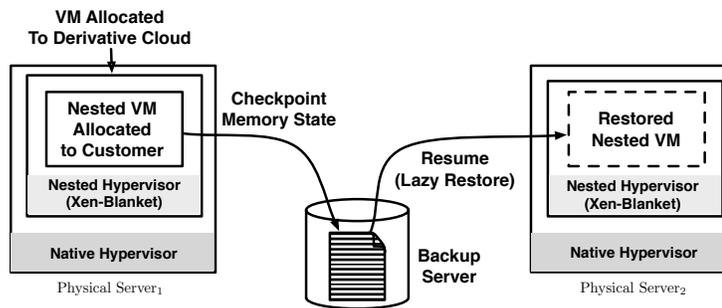 VM Allocated
To Derivative Cloud
Nested VM
Allocated
to Customer
Nested Hypervisor
(Xen-Blanket)
Native Hypervisor
Physical Server₁
Checkpoint
Memory State
Resume
(Lazy Restore)
Backup
Server
Restored
Nested VM
Nested Hypervisor
(Xen-Blanket)
Native Hypervisor
Physical Server₂